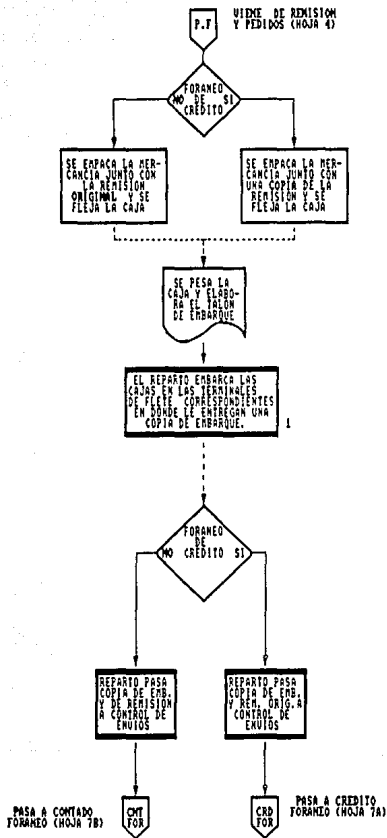 P.F
VIENE DE REMISION
Y PEDIDOS (HOJA 4)
FORANEO
DE
NO CREDITO SI
SE EMPACA LA MER-
CANCIA JUNTO CON
LA REMISION
ORIGINAL Y SE
FLEJA LA CAJA
SE EMPACA LA MER-
CANCIA JUNTO CON
UNA COPIA DE LA
REMISION Y SE
FLEJA LA CAJA
SE PESA LA
CAJA Y ELABO-
RA EL TALON
DE EMBARQUE
EL REPARTO EMBARCA LAS
CAJAS EN LAS TERMINALES
DE FLETE CORRESPONDIENTES
EN DONDE LE ENTREGAN UNA
COPIA DE EMBARQUE.
1
FORANEO
DE
NO CREDITO SI
REPARTO PASA
COPIA DE EMB.
Y DE REMISION
A CONTROL DE
ENVIOS
REPARTO PASA
COPIA DE EMB.
Y REM. ORIG.A
CONTROL DE
ENVIOS
PASA A CONTADO
FORANEO (HOJA 7B)
CNT
FOR
CRD
FOR
PASA A CREDITO
FORANEO (HOJA 7A)